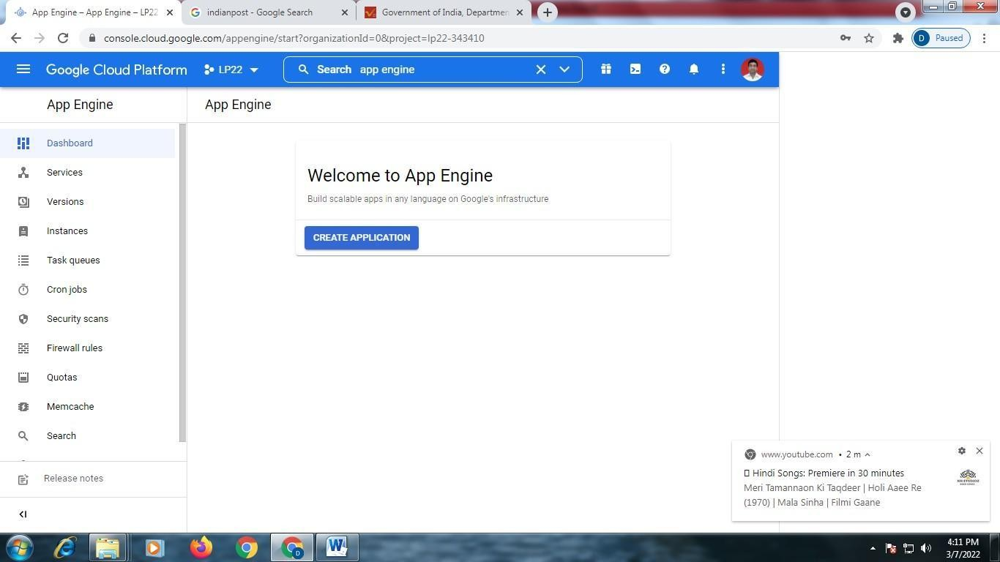 App Engine – App Engine – LP22
indianpost - Google Search
Government of India, Departmen
console.cloud.google.com/appengine/start?organizationId=0&project=lp22-343410
D Paused
Google Cloud Platform
LP22
Search app engine
App Engine
App Engine
Dashboard
Services
Versions
Instances
Task queues
Cron jobs
Security scans
Firewall rules
Quotas
Memcache
Search
Release notes
Welcome to App Engine
Build scalable apps in any language on Google's infrastructure
CREATE APPLICATION
www.youtube.com • 2 m
Hindi Songs: Premiere in 30 minutes
Meri Tamannaon Ki Taqdeer | Holi Aaee Re
(1970) | Mala Sinha | Filmi Gaane
D
4:11 PM
3/7/2022